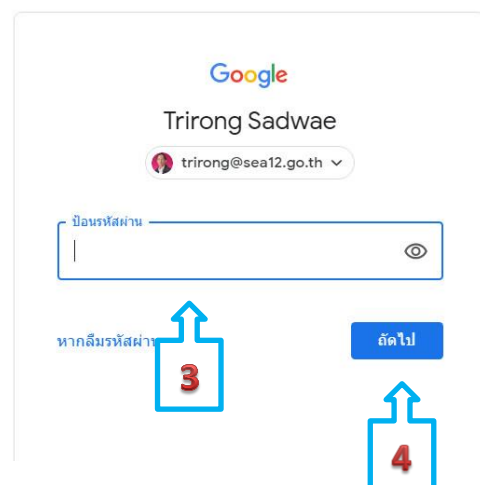 Google
Trirong Sadwae
trirong@sea12.go.th
ป้อนรหัสผ่าน
หากลืมรหัสผ่าน
ถัดไป
3
4